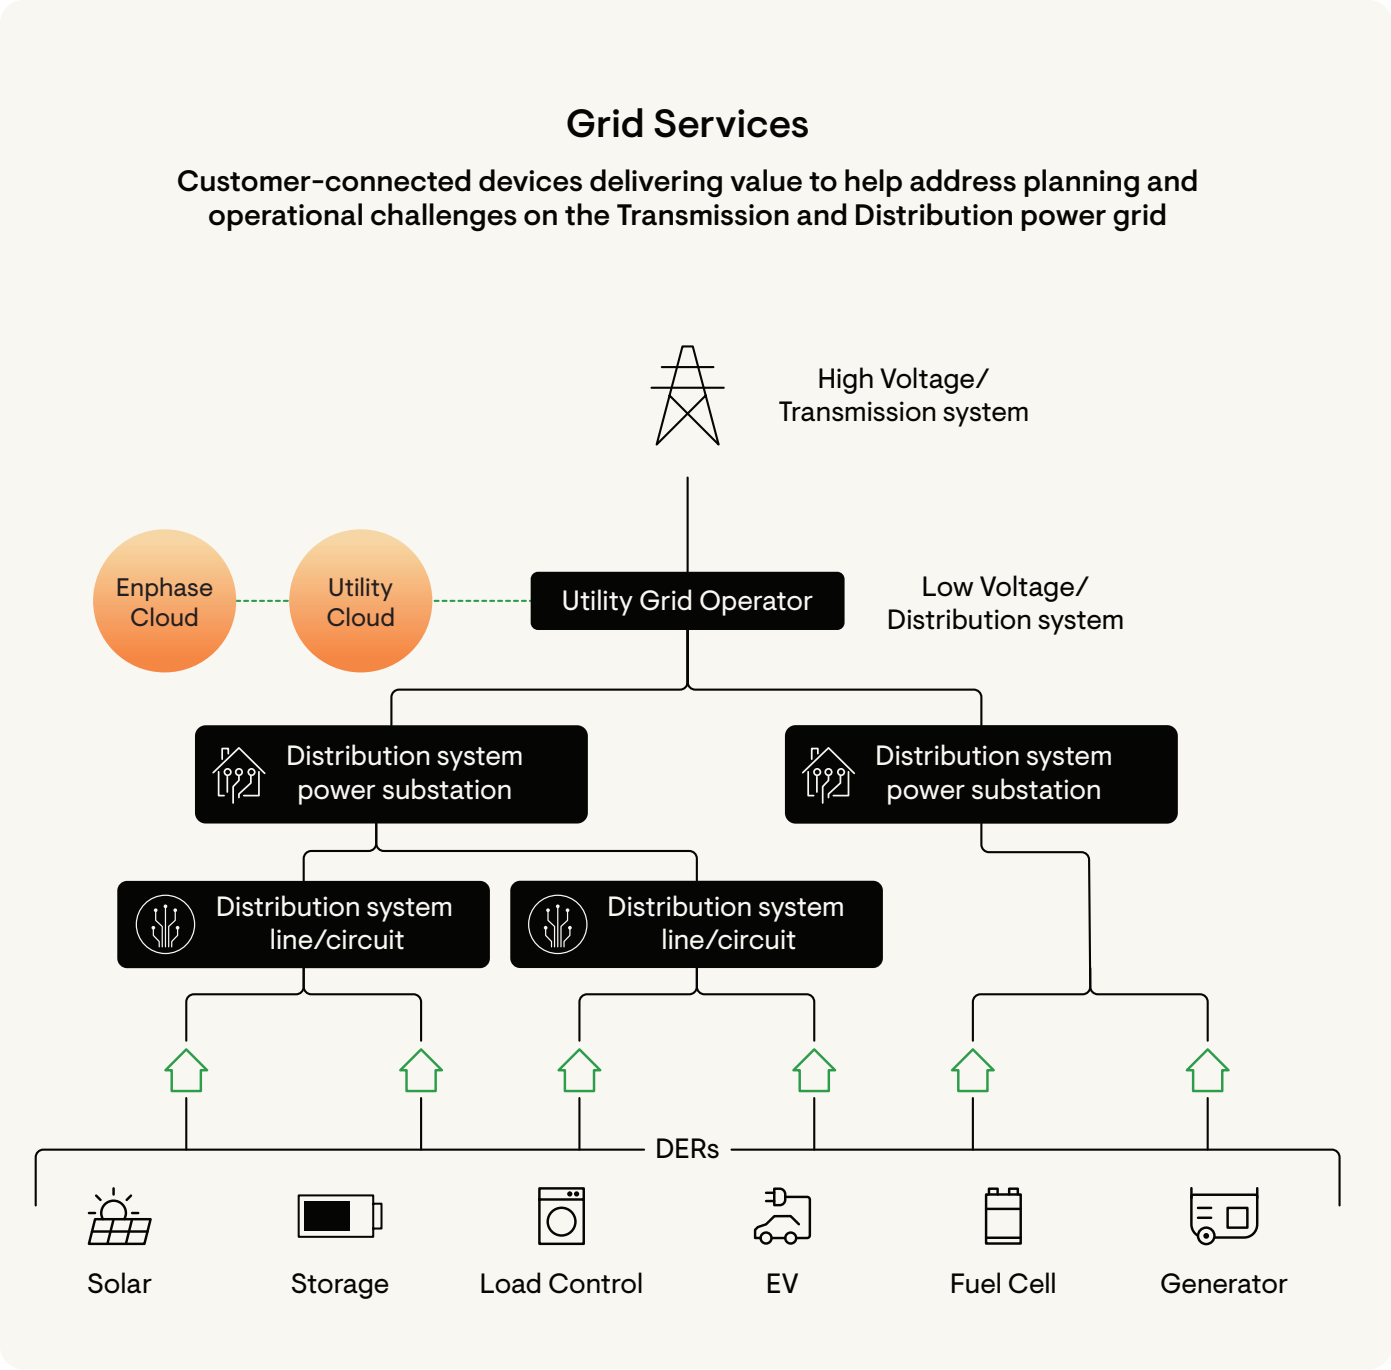 Grid Services
Customer-connected devices delivering value to help address planning and
operational challenges on the Transmission and Distribution power grid
High Voltage/
Transmission system
Enphase
Cloud
Utility
Cloud
Utility Grid Operator
Low Voltage/
Distribution system
Distribution system
power substation
Distribution system
power substation
Distribution system
line/circuit
Distribution system
line/circuit
DERs
Solar
Storage
Load Control
EV
Fuel Cell
Generator